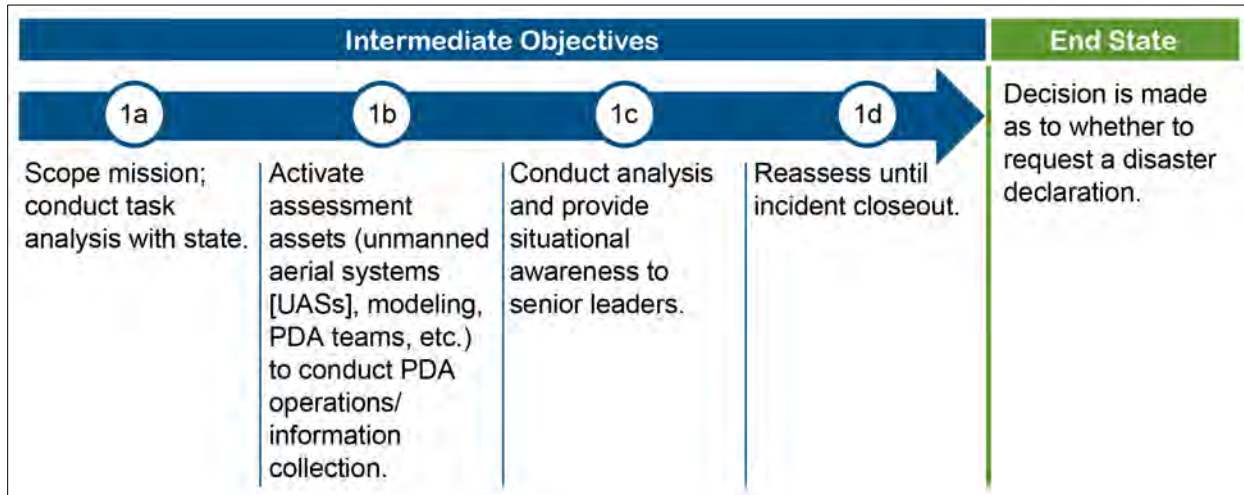 Intermediate Objectives
End State
1a
1b
1c
1d
Scope mission;
conduct task
analysis with state.
Activate
assessment
assets (unmanned
aerial systems
[UASs], modeling,
PDA teams, etc.)
to conduct PDA
operations/
information
collection.
Conduct analysis
and provide
situational
awareness to
senior leaders.
Reassess until
incident closeout.
Decision is made
as to whether to
request a disaster
declaration.